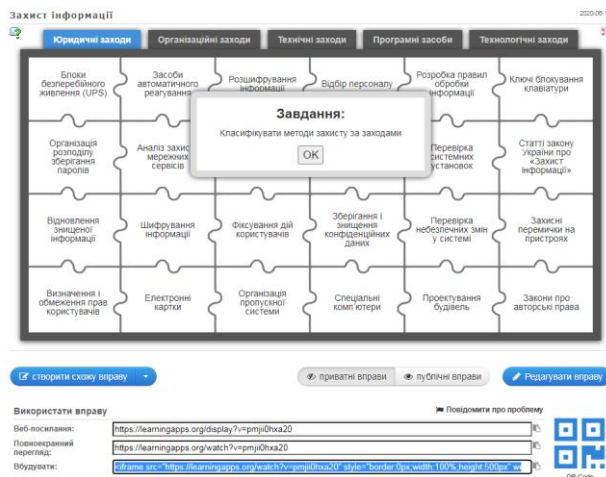 Захист інформації
2020-06-
Юридичні заходи
Організаційні заходи
Технічні заходи
Програмні засоби
Технологічні заходи
Блоки
безперебійного
живлення (UPS)
Засоби
автоматичного
реагування
Розшифрування
інформації
Відбір персоналу
Розробка правил
обробки
інформації
Ключі блокування
клавіатури
Завдання:
Класифікувати методи захисту за заходами
OK
Організація
розподілу
зберігання
паролів
Аналіз захис
мережних
сервісів
Перевірка
системних
установок
Статті закону
України про
«Захист
інформації»
Відновлення
знищеної
інформації
Шифрування
інформації
Фіксування дій
користувачів
Зберігання і
знищення
конфіденційних
даних
Перевірка
небезпечних змін
у системі
Захисні
перемички на
пристроях
Визначення і
обмеження прав
користувачів
Електронні
картки
Організація
пропускної
системи
Спеціальні
комп'ютери
Проектування
будівель
Закони про
авторські права
створити схожу вправу
приватні вправи
публічні вправи
Редагувати вправу
Використати вправу
Повідомити про проблему
Веб-посилання:
https://learningapps.org/display?v=pmjii0hxa20
Повноекранний
перегляд:
https://learningapps.org/watch?v=pmjii0hxa20
Вбудувати:
<iframe src="https://learningapps.org/watch?v=pmjii0hxa20" style="border:0px;width:100%;height:500px"
QR-Code